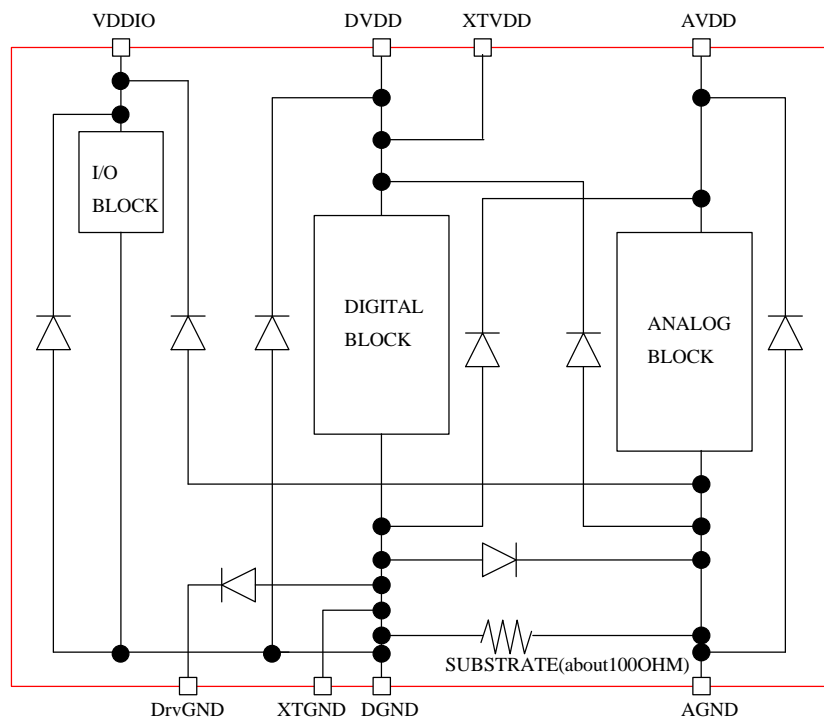 VDDIO
DVDD
XTVDD
AVDD
I/O
BLOCK
DIGITAL
BLOCK
ANALOG
BLOCK
SUBSTRATE(about100OHM)
DrvGND
XTGND
DGND
AGND